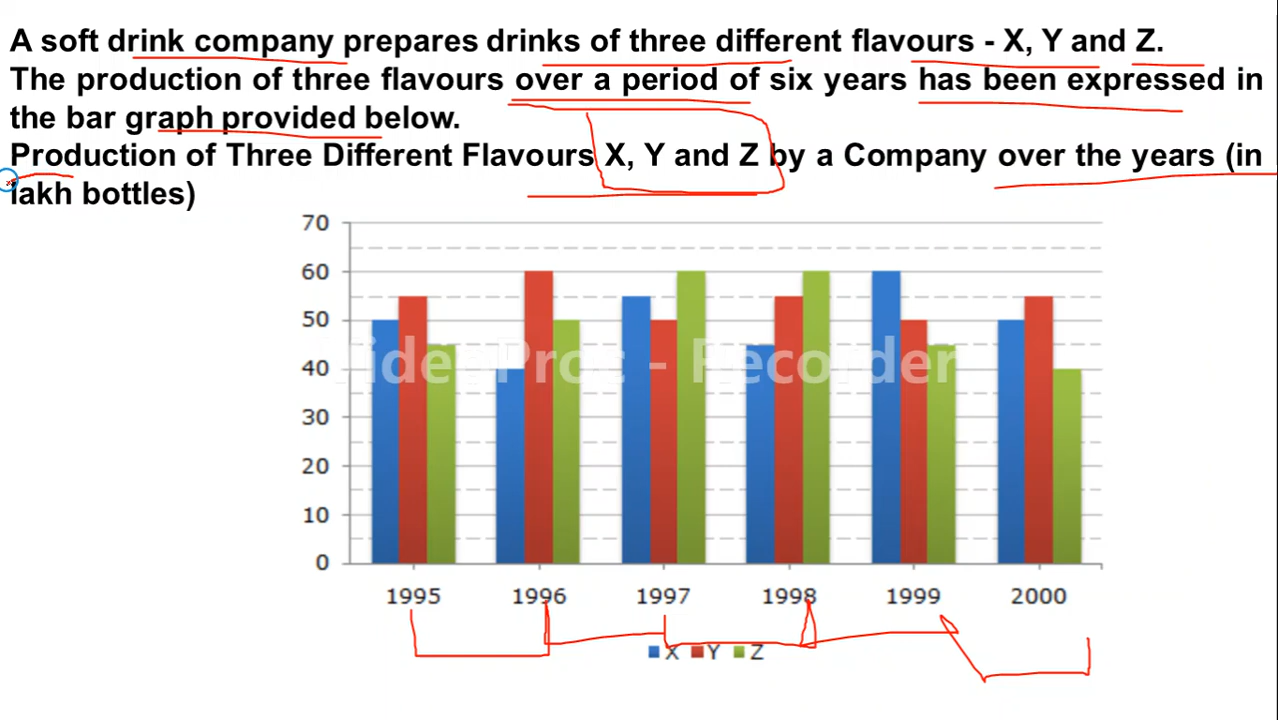 A soft drink company prepares drinks of three different flavours - X, Y and Z.
The production of three flavours over a period of six years has been expressed in
the bar graph provided below.
Production of Three Different Flavours X, Y and Z by a Company over the years (in
lakh bottles)
70
60
50
40
30
20
10
0
VideoProc - Recorder
1995 1996 1997 1998 1999 2000
X Y Z